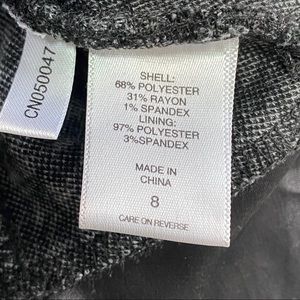 CN050047
SHELL:
68% POLYESTER
31% RAYON
1% SPANDEX
LINING:
97% POLYESTER
3%SPANDEX
MADE IN
CHINA
8
CARE ON REVERSE